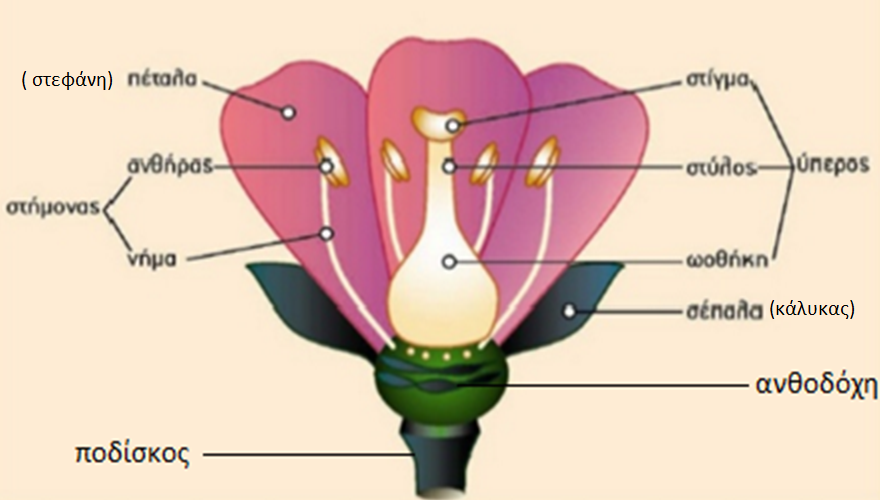 ( στεφάνη) πέταλα
στίγμα
ανθήρας
στύλος
ύπερος
στήμονας
νήμα
ωοθήκη
σέπαλα (κάλυκας)
ανθοδόχη
ποδίσκος